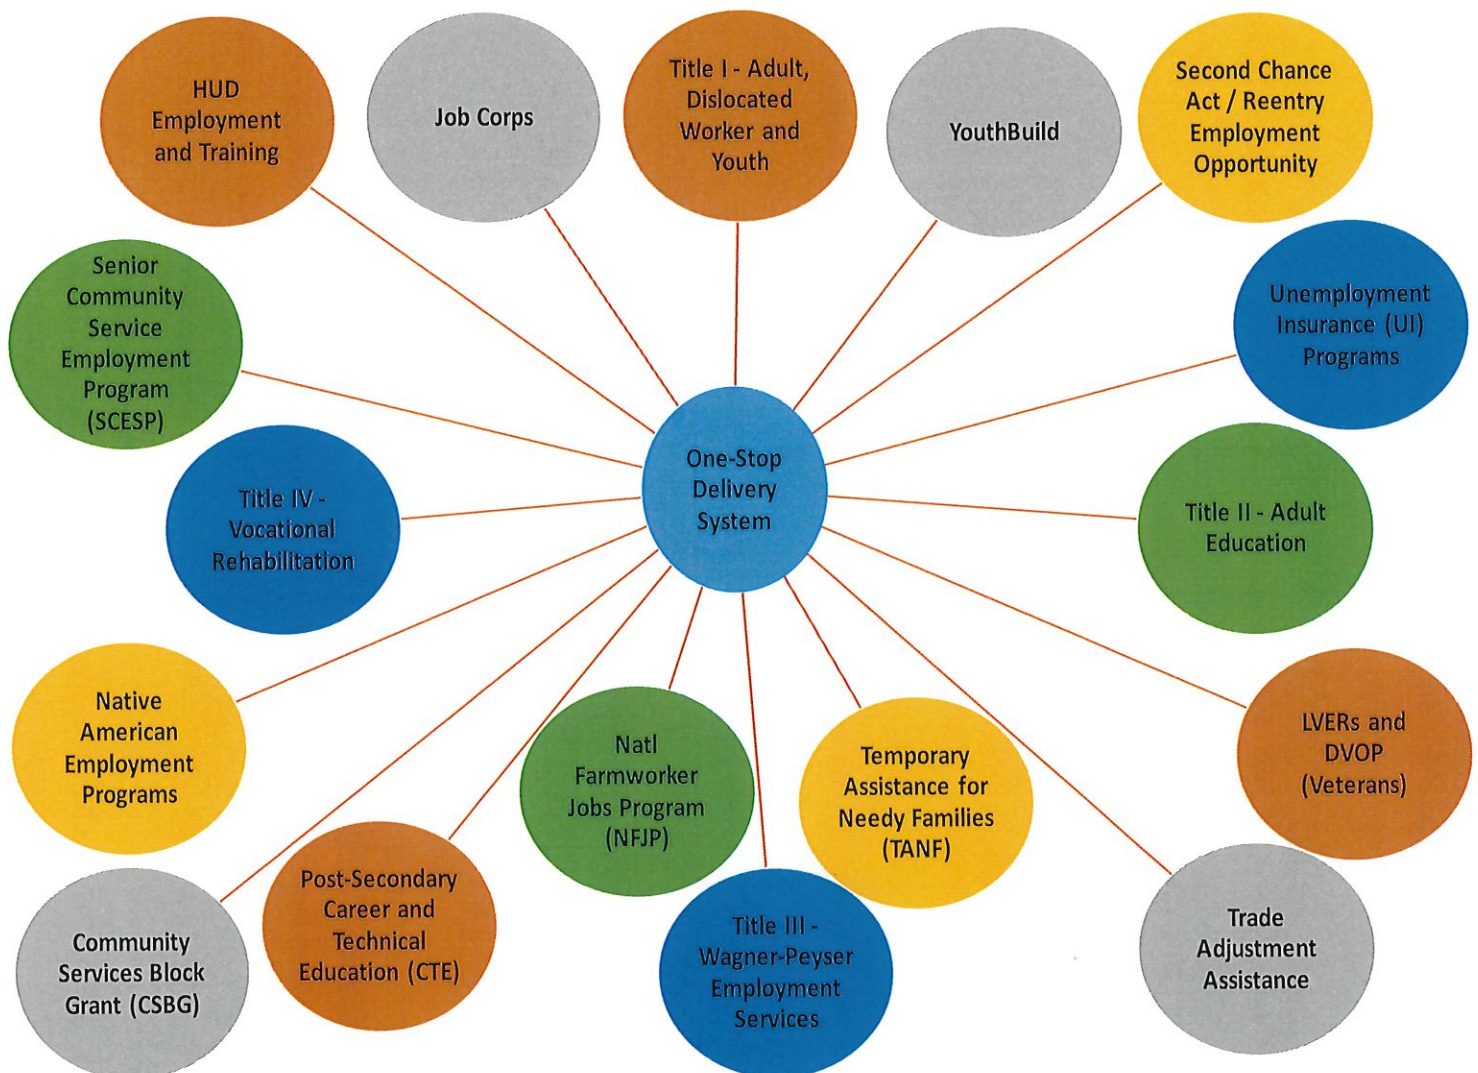 HUD
Employment
and Training
Job Corps
Title I - Adult,
Dislocated
Worker and
Youth
YouthBuild
Second Chance
Act / Reentry
Employment
Opportunity
Senior
Community
Service
Employment
Program
(SCESP)
Unemployment
Insurance (UI)
Programs
One-Stop
Delivery
System
Title IV -
Vocational
Rehabilitation
Title II - Adult
Education
Native
American
Employment
Programs
Natl
Farmworker
Jobs Program
(NFJP)
Temporary
Assistance for
Needy Families
(TANF)
LVERs and
DVOP
(Veterans)
Community
Services Block
Grant (CSBG)
Post-Secondary
Career and
Technical
Education (CTE)
Title III -
Wagner-Peyser
Employment
Services
Trade
Adjustment
Assistance